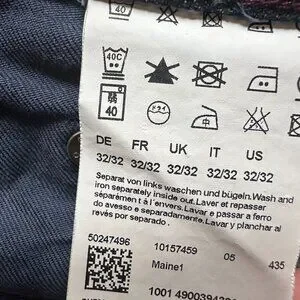 40
40C
40
DE FR UK IT US
32/32 32/32 32/32 32/32 32/32
Separat von links waschen und bügeln.Wash and
iron separately inside out.Laver et repasser
séparément à l'envers.Lavar e passar a ferro
do avesso e separadamente.Lavar y planchar al
revés por separado.
50247496 10157459 05 435
Maine1